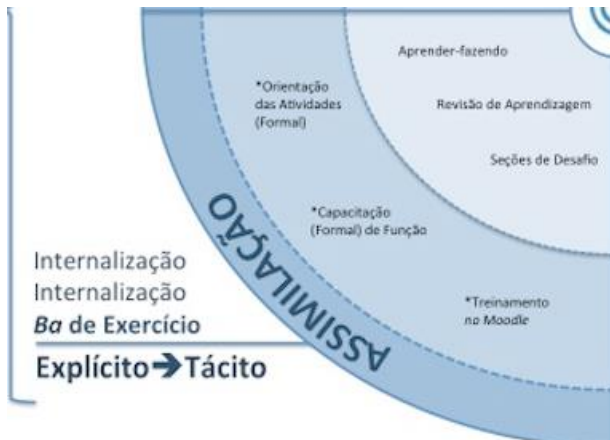 Aprender-fazendo
*Orientação
das Atividades
(Formal)
Revisão de Aprendizagem
Seções de Desafio
*Capacitação
(Formal) de Função
ASSIMILAÇÃO
*Treinamento
no Moodle
Internalização
Internalização
Ba de Exercício
Explícito➔Tácito